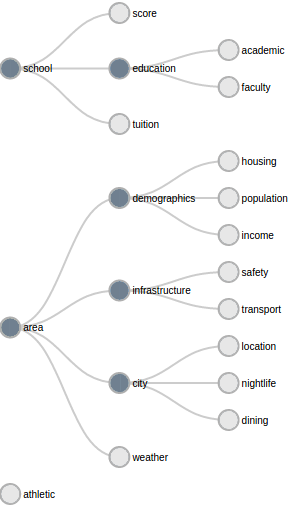 score
school
education
academic
faculty
tuition
demographics
housing
population
income
infrastructure
safety
transport
area
city
location
nightlife
dining
weather
athletic